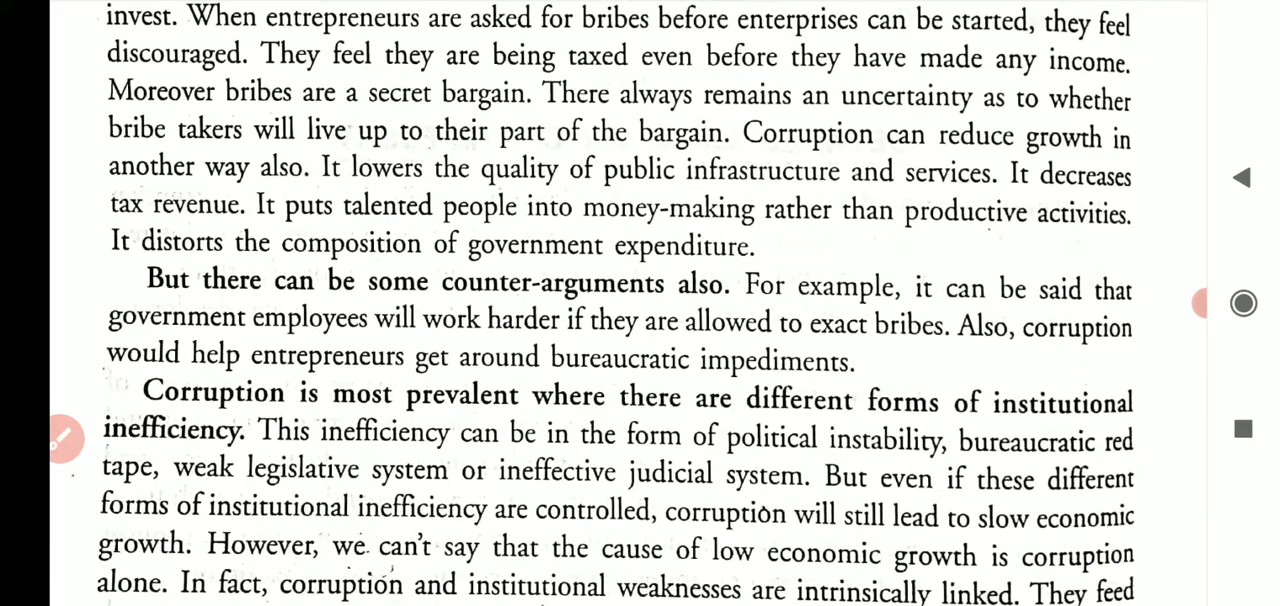 invest. When entrepreneurs are asked for bribes before enterprises can be started, they feel
discouraged. They feel they are being taxed even before they have made any income.
Moreover bribes are a secret bargain. There always remains an uncertainty as to whether
bribe takers will live up to their part of the bargain. Corruption can reduce growth in
another way also. It lowers the quality of public infrastructure and services. It decreases
tax revenue. It puts talented people into money-making rather than productive activities.
It distorts the composition of government expenditure.
But there can be some counter-arguments also. For example, it can be said that
government employees will work harder if they are allowed to exact bribes. Also, corruption
would help entrepreneurs get around bureaucratic impediments.
Corruption is most prevalent where there are different forms of institutional
inefficiency. This inefficiency can be in the form of political instability, bureaucratic red
tape, weak legislative system or ineffective judicial system. But even if these different
forms of institutional inefficiency are controlled, corruption will still lead to slow economic
growth. However, we can't say that the cause of low economic growth is corruption
alone. In fact, corruption and institutional weaknesses are intrinsically linked. They feed